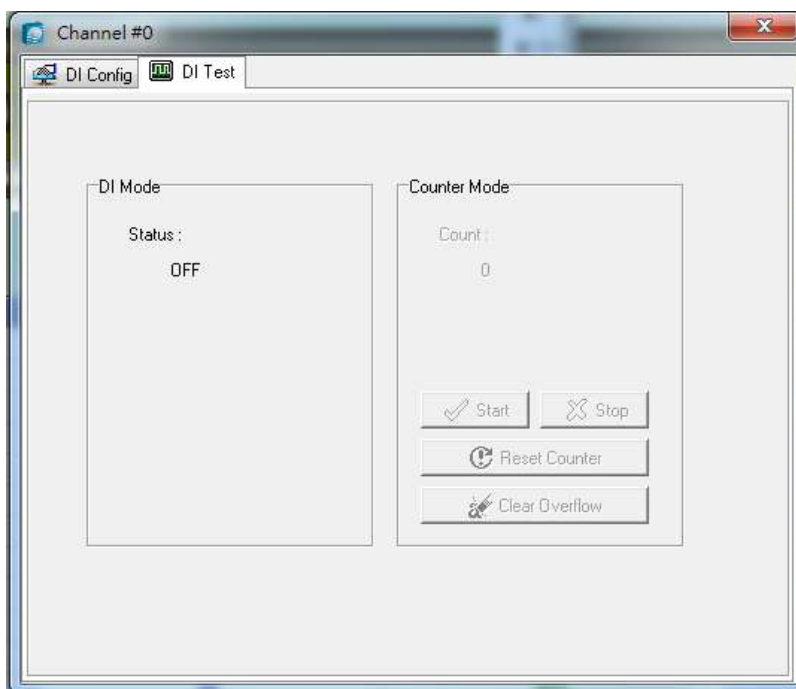 Channel #0
DI Config
DI Test
DI Mode
Status :
OFF
Counter Mode
Count :
0
Start
Stop
Reset Counter
Clear Overflow